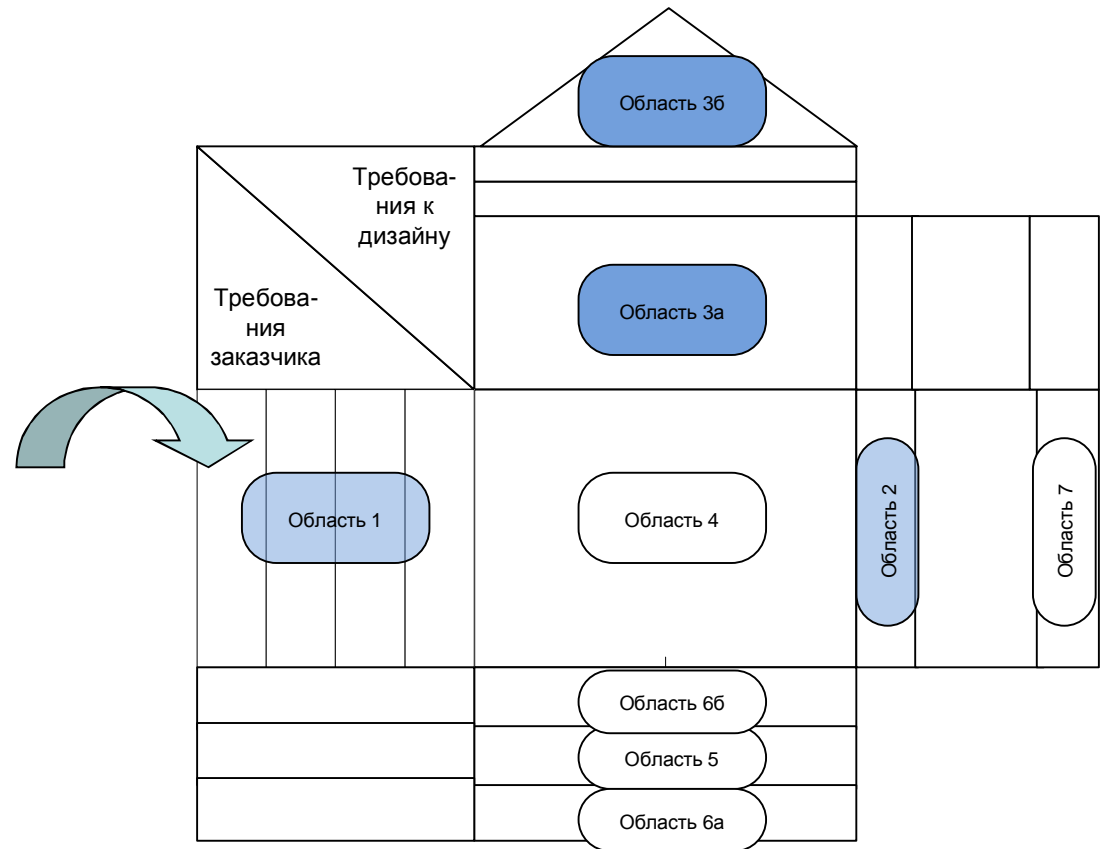 Область 3б
Требова-
ния к
дизайну
Требова-
ния
заказчика
Область 3а
Область 1
Область 4
Область 2
Область 7
Область 6б
Область 5
Область 6а